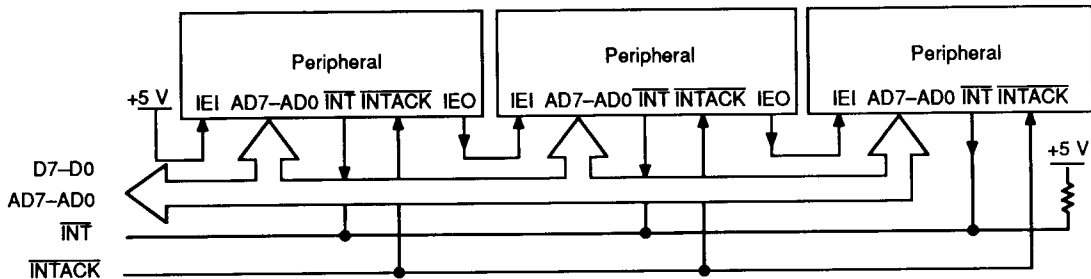 Peripheral Peripheral Peripheral
+5 V IEI AD7–AD0 INT INTACK IEO IEI AD7–AD0 INT INTACK IEO IEI AD7–AD0 INT INTACK
+5 V
D7–D0
AD7–AD0
INT
INTACK